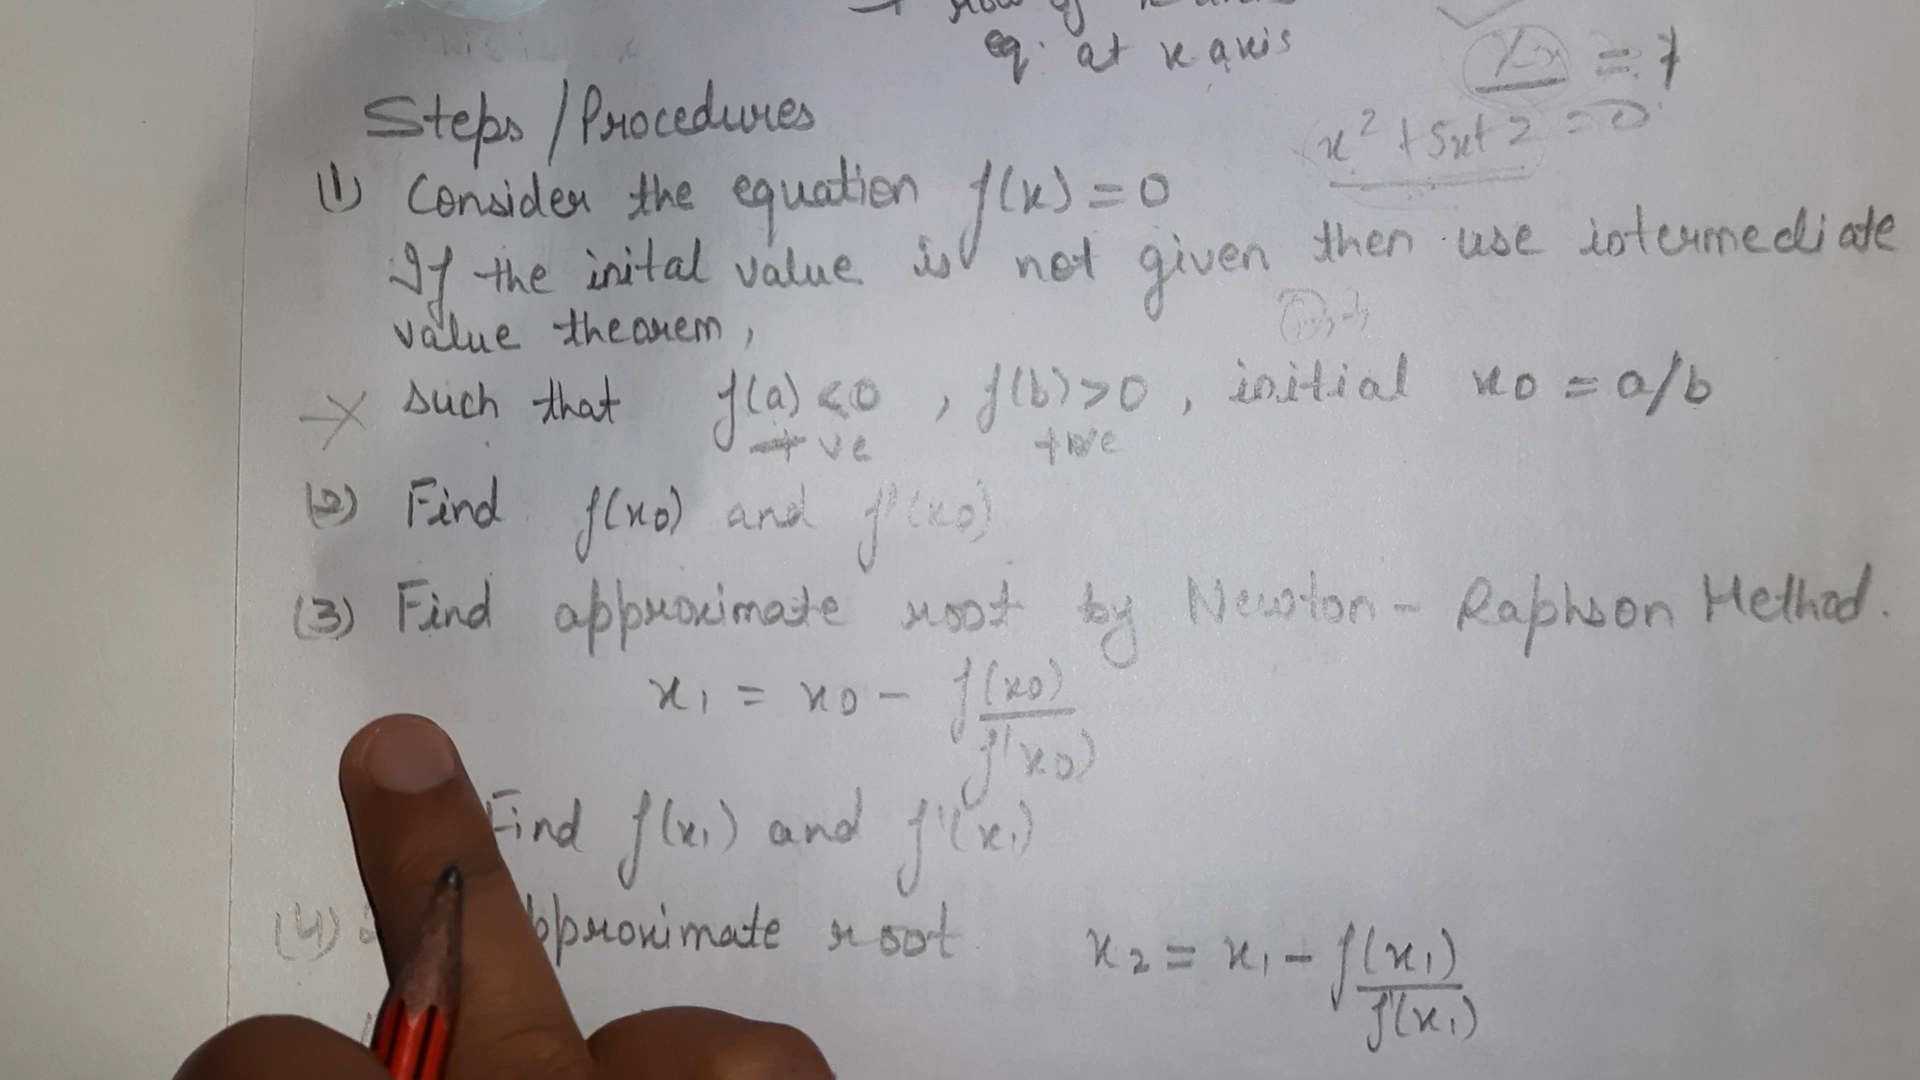 eq. at x axis
= 7
x² + 5x + 2 = 0
Steps / Procedures
(1) Consider the equation f(x) = 0
If the inital value is not given then use intermediate
value theorem,
such that f(a) < 0 , f(b) > 0 , initial x0 = a/b
ve +ve
(2) Find f(x0) and f'(x0)
(3) Find approximate root by Newton - Raphson Method.
x1 = x0 - f(x0)/f'x0)
Find f(x1) and f'(x1)
(4) approximate root x2 = x1 - f(x1)/f'(x1)